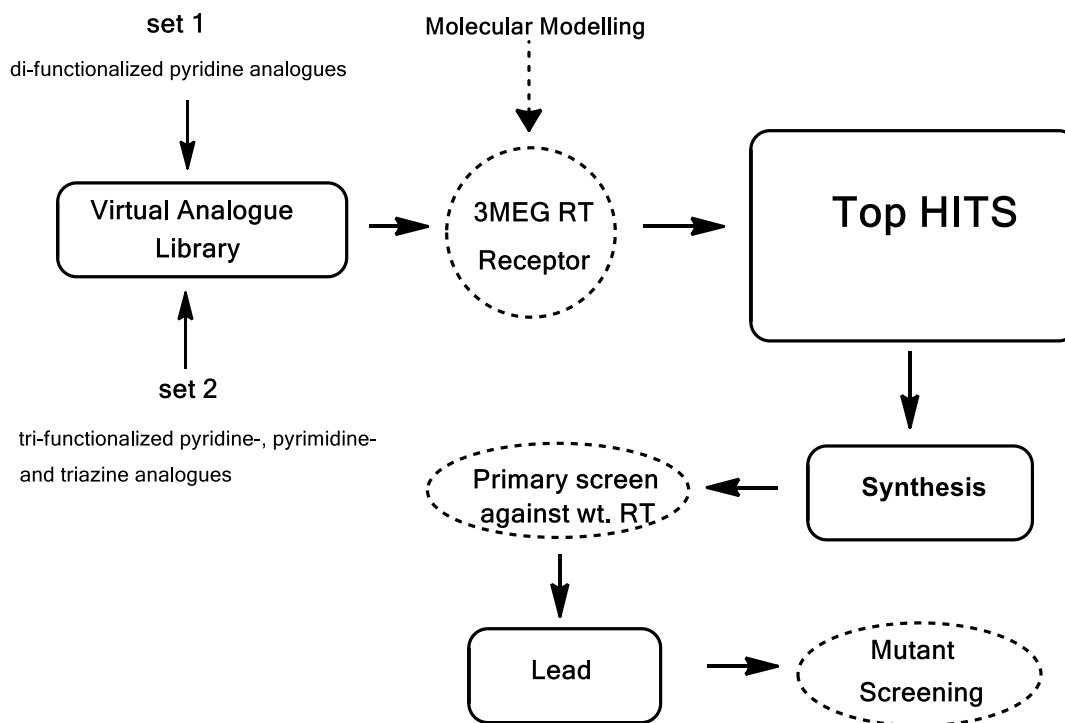 set 1
di-functionalized pyridine analogues
Molecular Modelling
Virtual Analogue
Library
3MEG RT
Receptor
Top HITS
set 2
tri-functionalized pyridine-, pyrimidine-
and triazine analogues
Synthesis
Primary screen
against wt. RT
Lead
Mutant
Screening